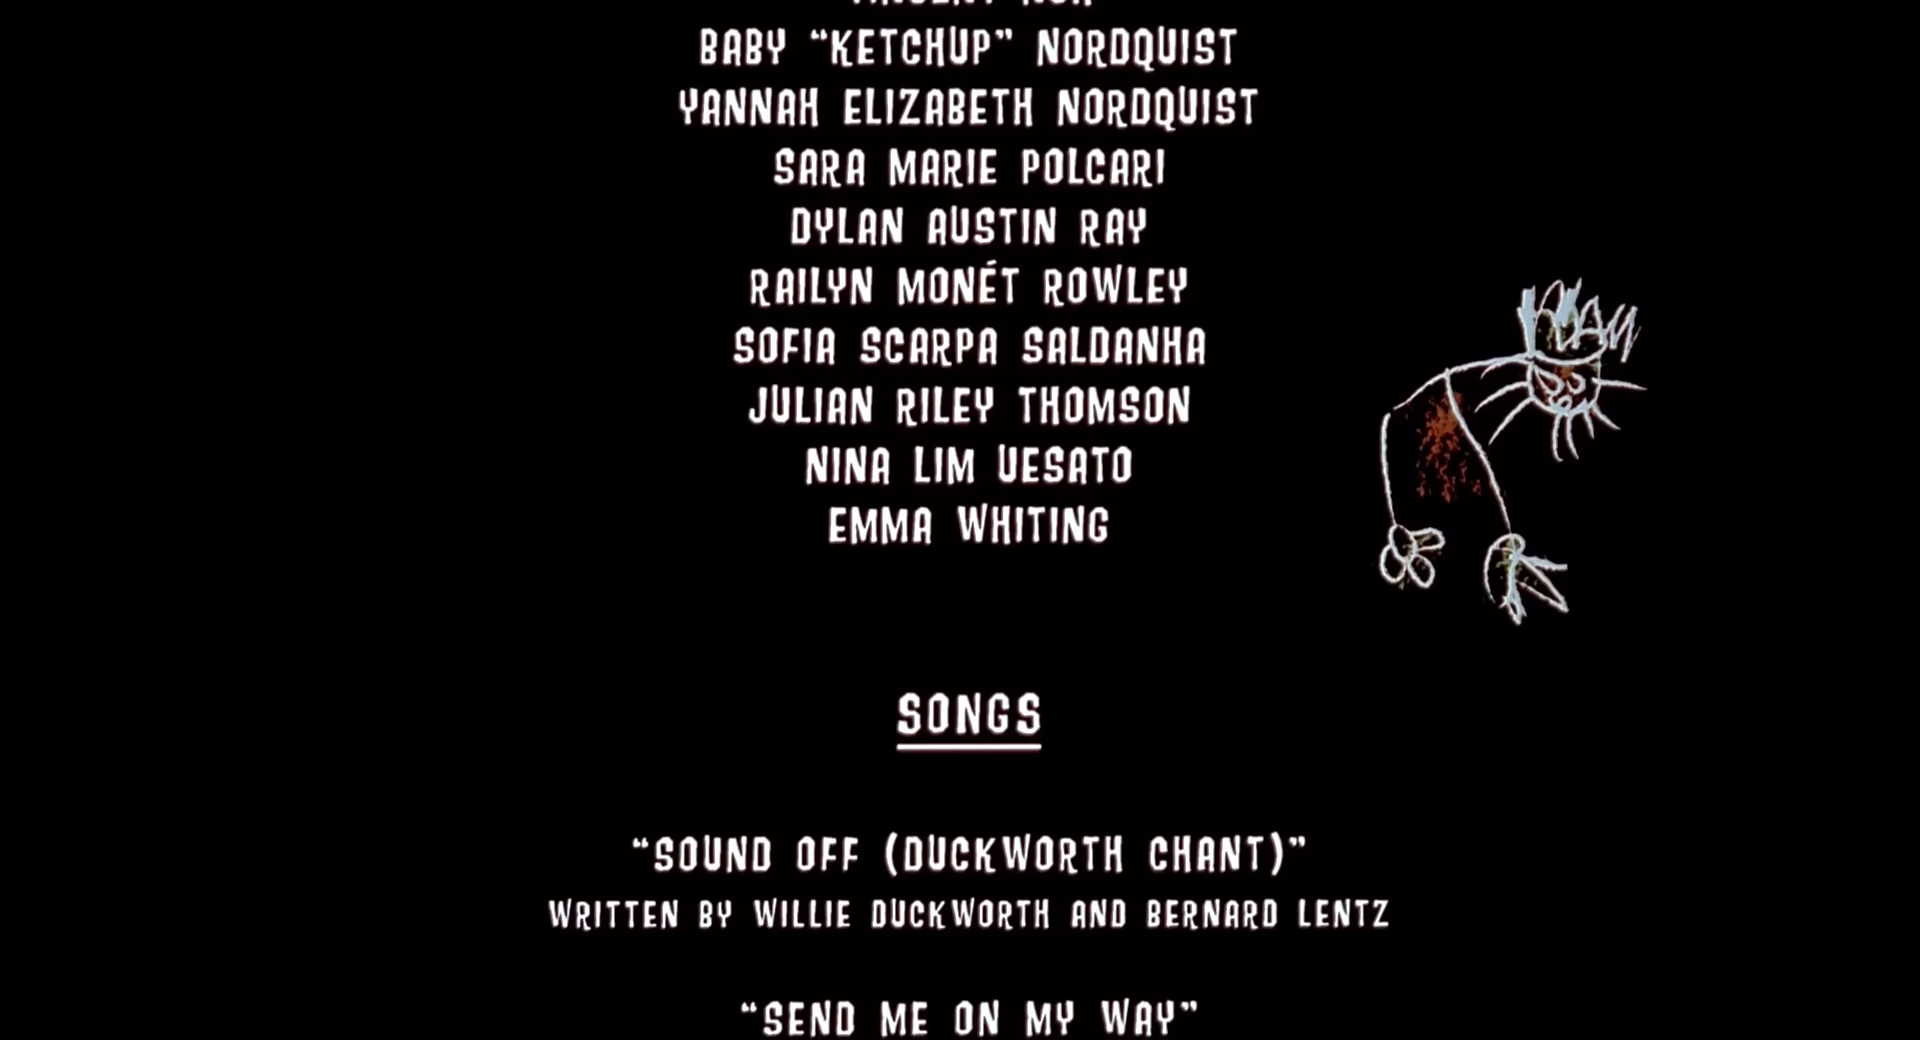 BABY “KETCHUP” NORDQUIST
YANNAH ELIZABETH NORDQUIST
SARA MARIE POLCARI
DYLAN AUSTIN RAY
RAILYN MONÉT ROWLEY
SOFIA SCARPA SALDANHA
JULIAN RILEY THOMSON
NINA LIM UESATO
EMMA WHITING
SONGS
“SOUND OFF (DUCKWORTH CHANT)”
WRITTEN BY WILLIE DUCKWORTH AND BERNARD LENTZ
“SEND ME ON MY WAY”